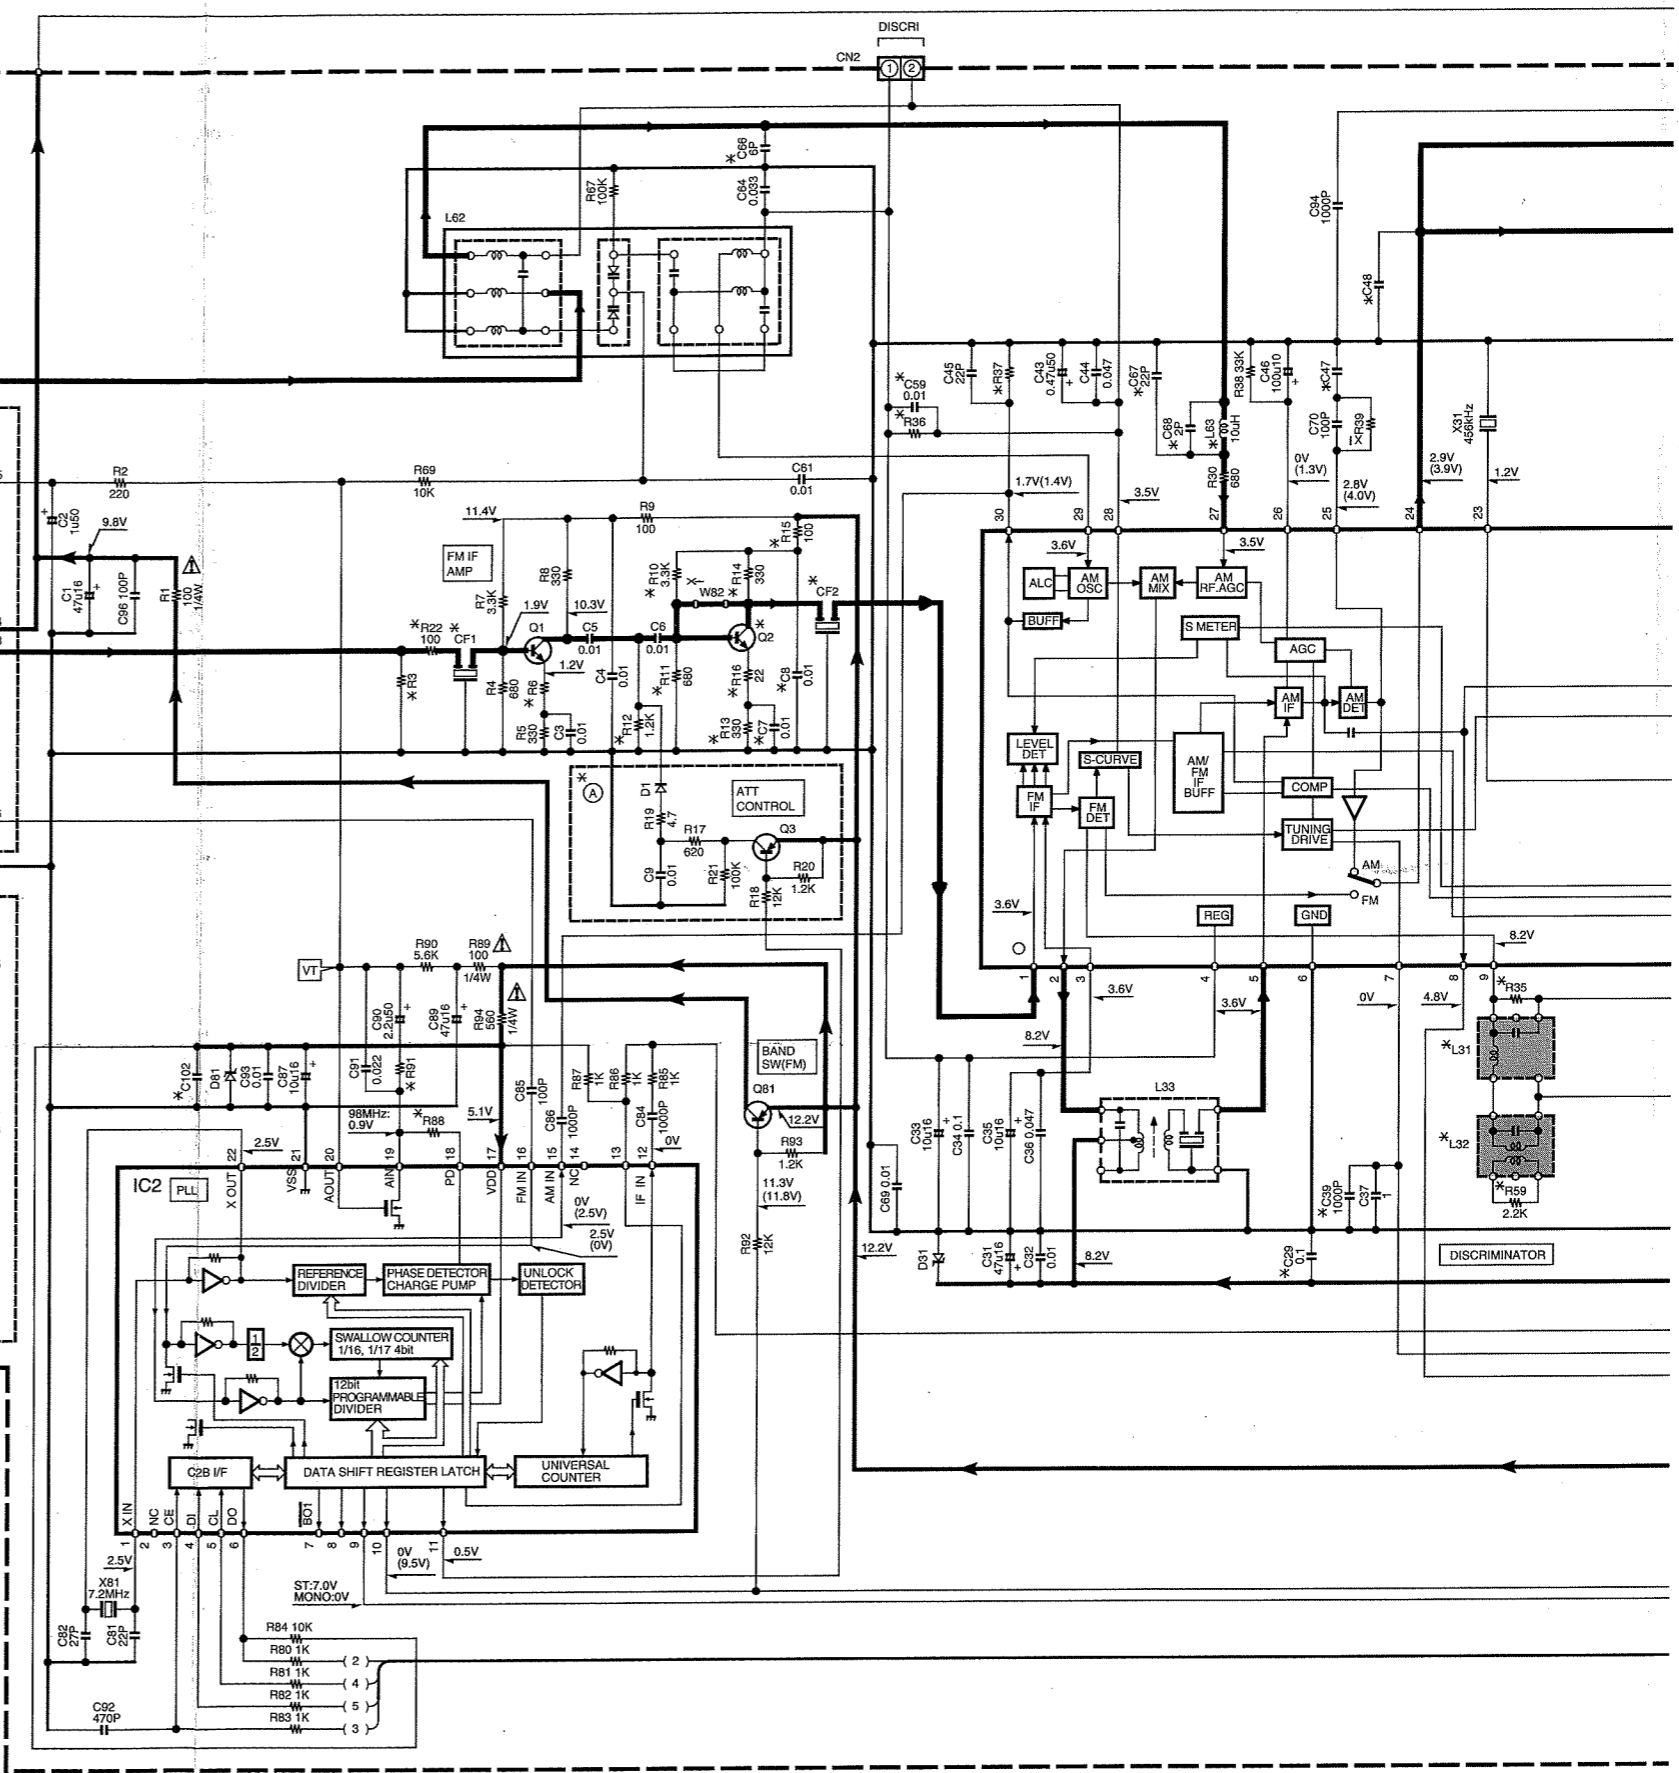 DISCRI
CN2
1 2
C66
6P
R67
100K
C64
0.033
L62
C94
1000P
C48
C45
22P
R37
C43
0.47u50
C44
0.047
C67
22P
R38 33K
C46
100u10
C47
C59
0.01
R36
C68
2P
L63
10uH
C70
100P
R39
X31
456kHz
R2
220
R69
10K
C61
0.01
R30
680
0V
(1.3V)
2.9V
(3.9V)
1.2V
1.7V(1.4V)
3.5V
2.8V
(4.0V)
C2
1u50
9.8V
11.4V
R9
100
R15
100
30 29 28 27 26 25 24 23
FM IF
AMP
C1
47u16
C96 100P
R1
100
1/4W
R8
330
R7
3.3K
R10
3.3K
R14
330
W82
CF2
3.6V
3.5V
ALC
AM
OSC
AM
MIX
AM
RF.AGC
BUFF
S METER
1.9V
10.3V
R22
100
CF1
Q1
C5
0.01
C6
0.01
Q2
AGC
R3
R4
680
1.2V
R6
C4
0.01
R11
680
R16
22
C8
0.01
AM
IF
AM
DET
R5
330
C3
0.01
R12
1.2K
R13
330
C7
0.01
LEVEL
DET
S-CURVE
AM/
FM
IF
BUFF
A
D1
ATT
CONTROL
FM
IF
FM
DET
COMP
TUNING
DRIVE
R19
4.7
R17
620
Q3
R20
1.2K
C9
0.01
R21
100K
R18
12K
AM
FM
3.6V
REG
GND
8.2V
VT
R90
5.6K
R89
100
1/4W
1 2 3 4 5 6 7 8 9
3.6V
3.6V
0V
4.8V
R35
C90
2.2u50
C89
47u16
R94
560
1/4W
8.2V
L31
C102
D81
C93
0.01
C87
10u16
C91
0.022
R91
C85
100P
R87
1K
R86
1K
R85
1K
BAND
SW(FM)
Q81
L33
98MHz:
0.9V
R88
5.1V
C86
1000P
C84
1000P
12.2V
0V
R93
1.2K
C33
10u16
C34 0.1
C35
10u16
C36 0.047
L32
2.5V
22 21 20 19 18 17 16 15 14 13 12
IC2
PLL
X OUT
VSS
AOUT
AIN
PD
VDD
FM IN
AM IN
NC
IF IN
11.3V
(11.8V)
C69 0.01
C39
1000P
C37
1
R59
2.2K
0V
(2.5V)
2.5V
(0V)
R92
12K
12.2V
D31
C31
47u16
C32
0.01
8.2V
C29
0.1
DISCRIMINATOR
REFERENCE
DIVIDER
PHASE DETECTOR
CHARGE PUMP
UNLOCK
DETECTOR
1
2
SWALLOW COUNTER
1/16, 1/17 4bit
12bit
PROGRAMMABLE
DIVIDER
C2B I/F
DATA SHIFT REGISTER LATCH
UNIVERSAL
COUNTER
X IN
NC
CE
DI
CL
DO
BO1
1 2 3 4 5 6 7 8 9 10 11
2.5V
0V
(9.5V)
0.5V
X81
7.2MHz
ST:7.0V
MONO:0V
C82
27P
C81
22P
R84 10K
R80 1K
( 2 )
R81 1K
( 4 )
R82 1K
( 5 )
R83 1K
( 3 )
C92
470P